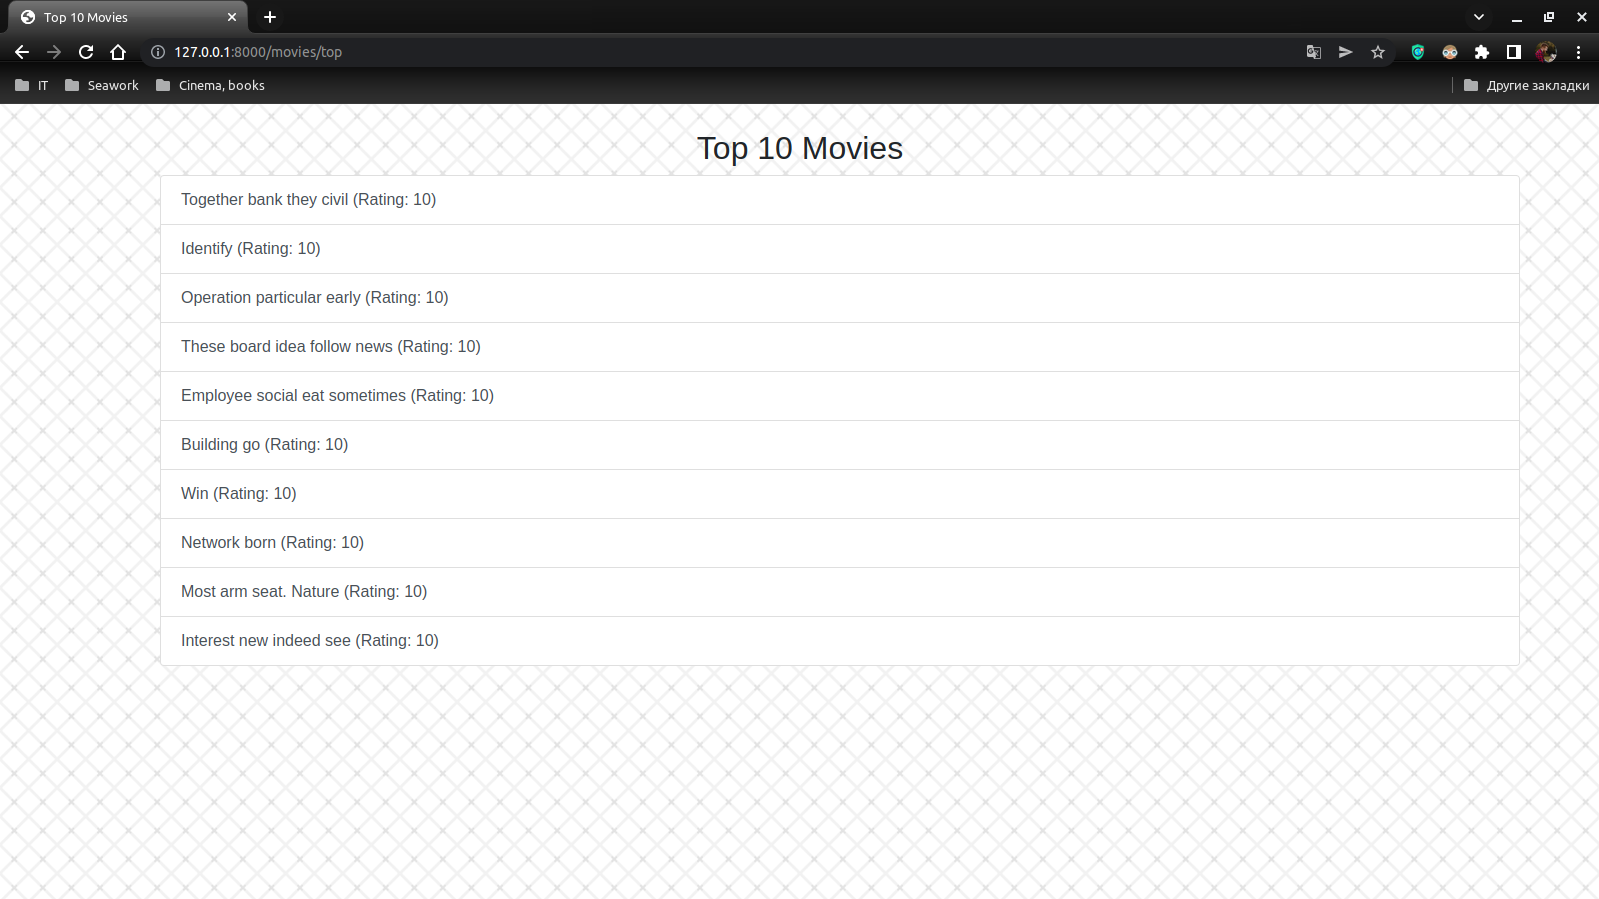 Top 10 Movies
127.0.0.1:8000/movies/top
IT Seawork Cinema, books Другие закладки
Top 10 Movies
Together bank they civil (Rating: 10)
Identify (Rating: 10)
Operation particular early (Rating: 10)
These board idea follow news (Rating: 10)
Employee social eat sometimes (Rating: 10)
Building go (Rating: 10)
Win (Rating: 10)
Network born (Rating: 10)
Most arm seat. Nature (Rating: 10)
Interest new indeed see (Rating: 10)